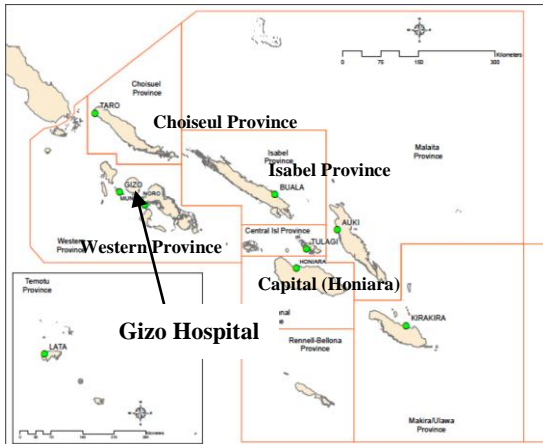 Kilometers
0 75 150 300
Choisuel
Province
TARO
Choiseul Province
Malaita
Province
Isabel
Province
Isabel Province
BUALA
GIZO
NORO
AUKI
Central Isl Province
TULAGI
Western
Province
Western Province
HONIARA
Capital (Honiara)
Temotu
Province
Gizo Hospital
KIRAKIRA
Rennell-Bellona
Province
LATA
Makira/Ulawa
Province